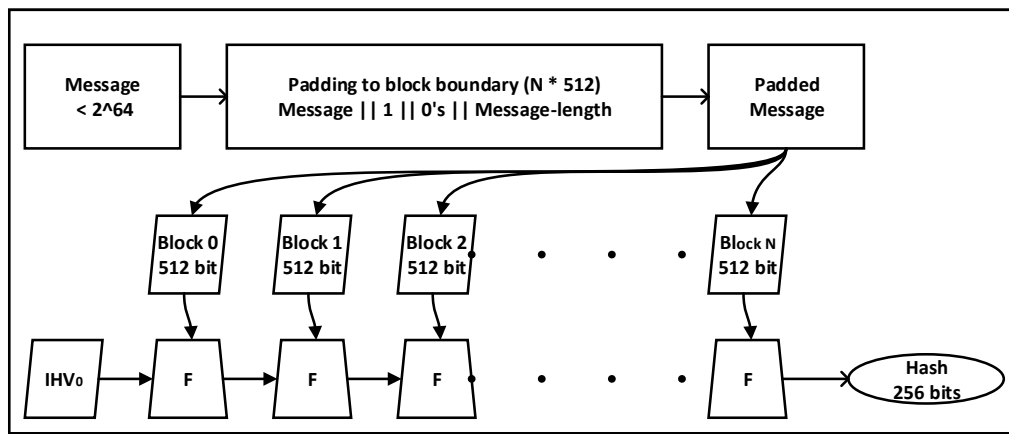 Message
< 2^64
Padding to block boundary (N * 512)
Message || 1 || 0's || Message-length
Padded
Message
Block 0
512 bit
Block 1
512 bit
Block 2
512 bit
Block N
512 bit
IHV₀
F
F
F
F
Hash
256 bits